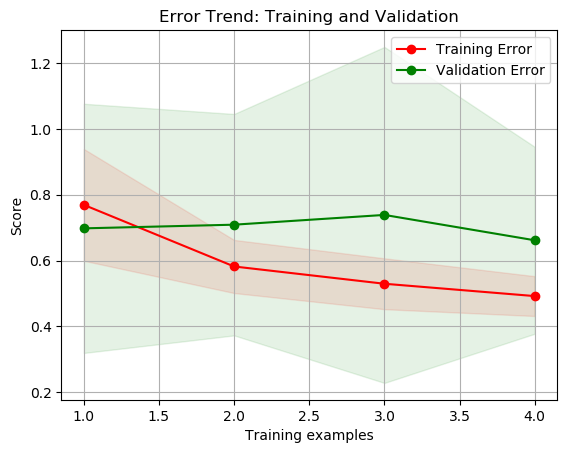 Error Trend: Training and Validation
Training Error
Validation Error
Score
1.2
1.0
0.8
0.6
0.4
0.2
1.0 1.5 2.0 2.5 3.0 3.5 4.0
Training examples